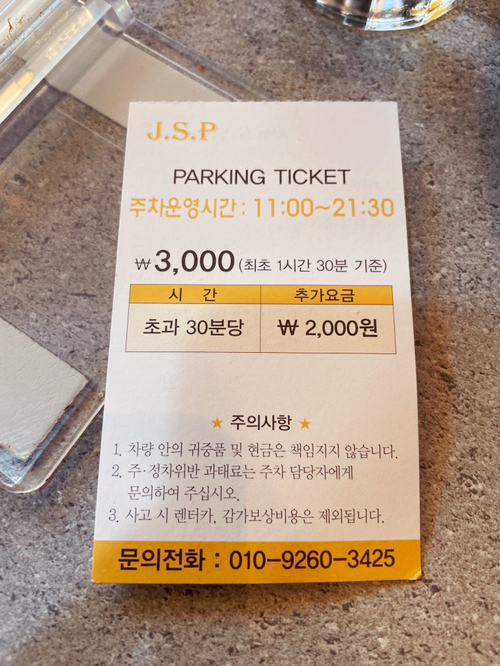 J.S.P
PARKING TICKET
주차운영시간 : 11:00~21:30
₩ 3,000 (최초 1시간 30분 기준)
시 간 추가요금
초과 30분당 ₩ 2,000원
★ 주의사항 ★
1. 차량 안의 귀중품 및 현금은 책임지지 않습니다.
2. 주·정차위반 과태료는 주차 담당자에게
문의하여 주십시오.
3. 사고 시 렌터카, 감가보상비용은 제외됩니다.
문의전화 : 010-9260-3425